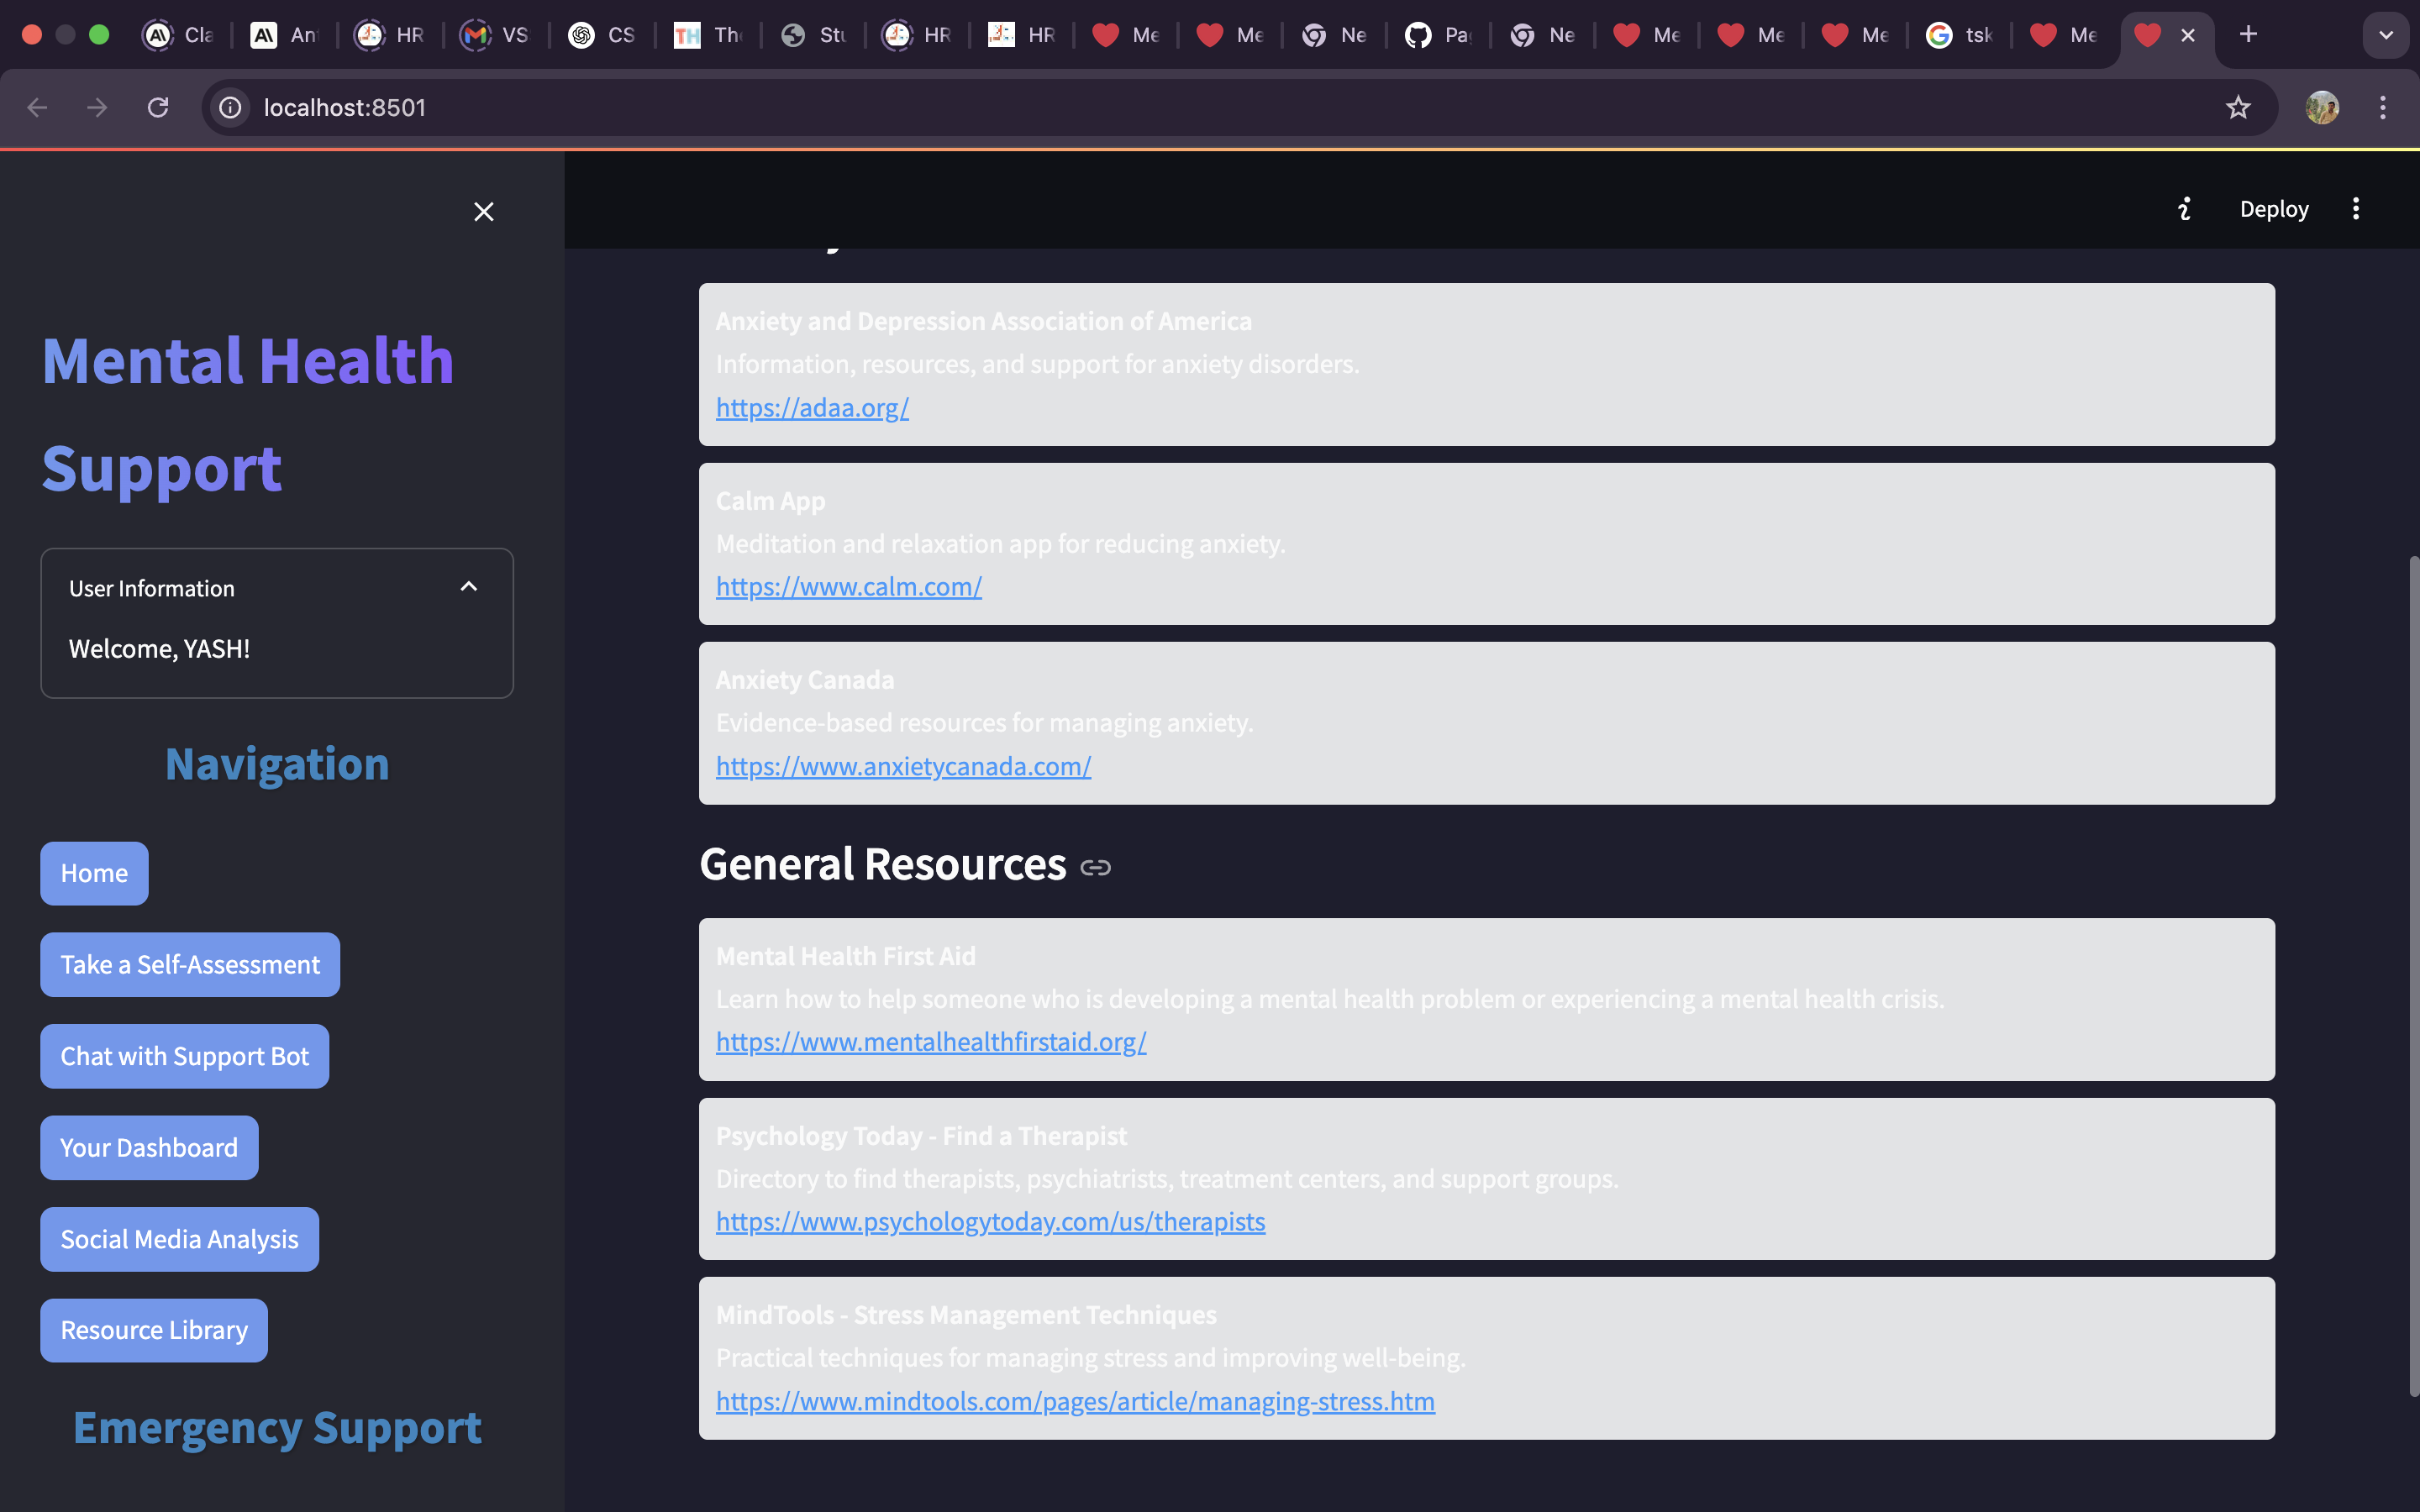 Cla
An
HR
VS
CS
Th
Stu
HR
HR
Me
Me
Ne
Pa
Ne
Me
Me
Me
tsk
Me
localhost:8501
Deploy
Mental Health
Support
User Information
Welcome, YASH!
Navigation
Home
Take a Self-Assessment
Chat with Support Bot
Your Dashboard
Social Media Analysis
Resource Library
Emergency Support
Anxiety and Depression Association of America
Information, resources, and support for anxiety disorders.
https://adaa.org/
Calm App
Meditation and relaxation app for reducing anxiety.
https://www.calm.com/
Anxiety Canada
Evidence-based resources for managing anxiety.
https://www.anxietycanada.com/
General Resources
Mental Health First Aid
Learn how to help someone who is developing a mental health problem or experiencing a mental health crisis.
https://www.mentalhealthfirstaid.org/
Psychology Today - Find a Therapist
Directory to find therapists, psychiatrists, treatment centers, and support groups.
https://www.psychologytoday.com/us/therapists
MindTools - Stress Management Techniques
Practical techniques for managing stress and improving well-being.
https://www.mindtools.com/pages/article/managing-stress.htm